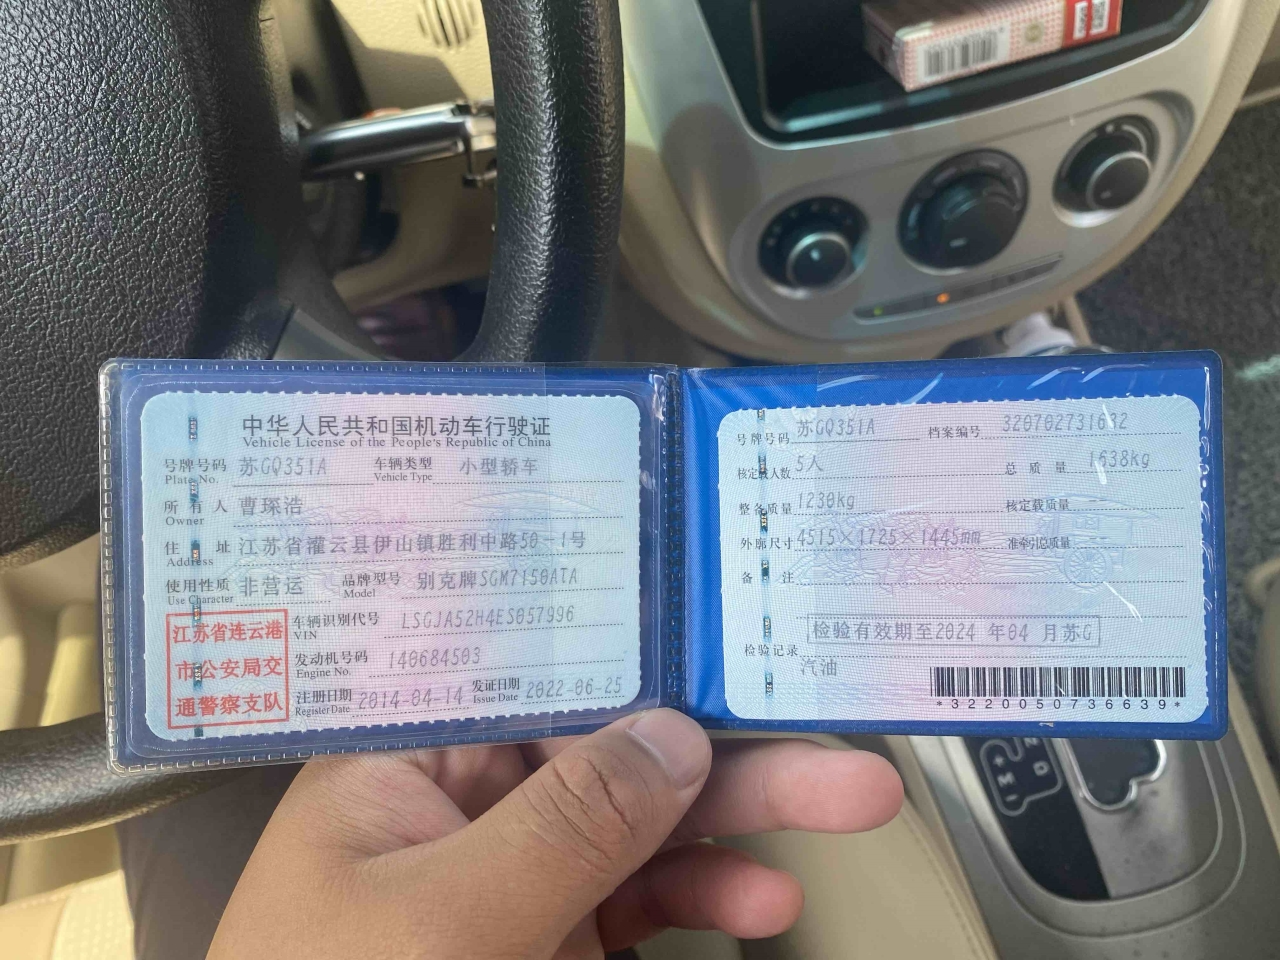 中华人民共和国机动车行驶证
Vehicle License of the People's Republic of China
号牌号码 苏GQ351A 车辆类型 小型轿车
Plate No. Vehicle Type
所有人 曹琛浩
Owner
住址 江苏省灌云县伊山镇胜利中路50-1号
Address
使用性质 非营运 品牌型号 别克牌SGM7150ATA
Use Character Model
江苏省连云港
市公安局交
通警察支队
车辆识别代号 LSGJA52H4ES057996
VIN
发动机号码 140684503
Engine No.
注册日期 2014-04-14 发证日期 2022-06-25
Register Date Issue Date
号牌号码 苏GQ351A 档案编号 320702731632
核定载人数 5人 总质量 1638kg
整备质量 1230kg 核定载质量
外廓尺寸 4515×1725×1445mm 准牵引总质量
备注
检验有效期至2024 年04 月苏G
检验记录
汽油
*3220050736639*